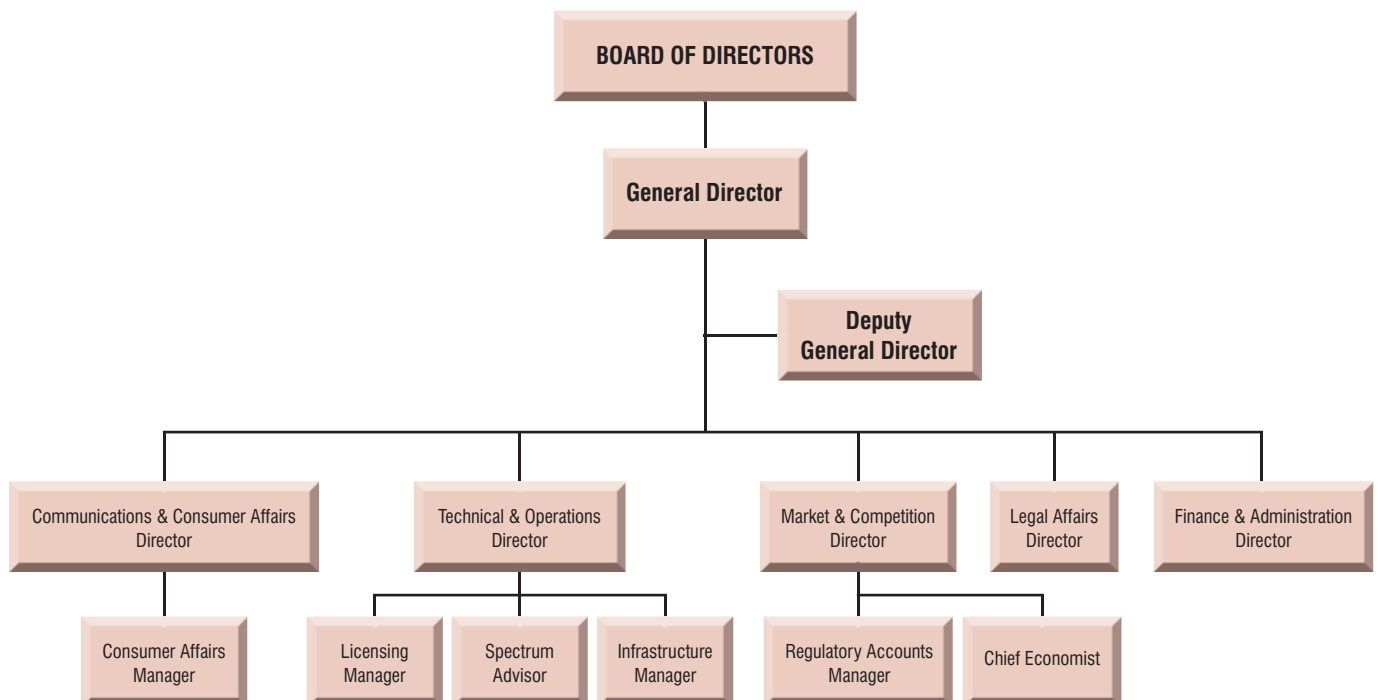 BOARD OF DIRECTORS
General Director
Deputy
General Director
Communications & Consumer Affairs
Director
Technical & Operations
Director
Market & Competition
Director
Legal Affairs
Director
Finance & Administration
Director
Consumer Affairs
Manager
Licensing
Manager
Spectrum
Advisor
Infrastructure
Manager
Regulatory Accounts
Manager
Chief Economist